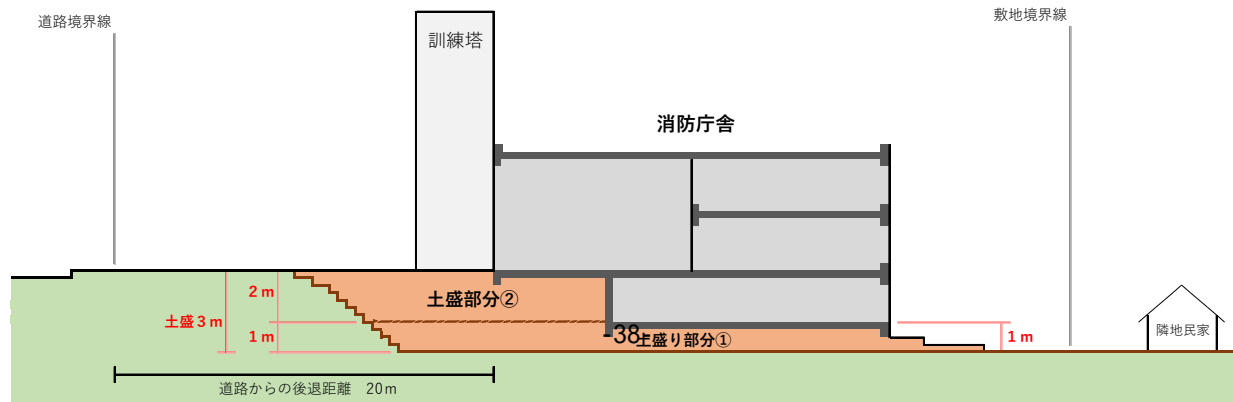 道路境界線
敷地境界線
訓練塔
消防庁舎
2ｍ
土盛部分②
土盛３ｍ
1ｍ
-38
土盛り部分①
1ｍ
隣地民家
道路からの後退距離　20ｍ